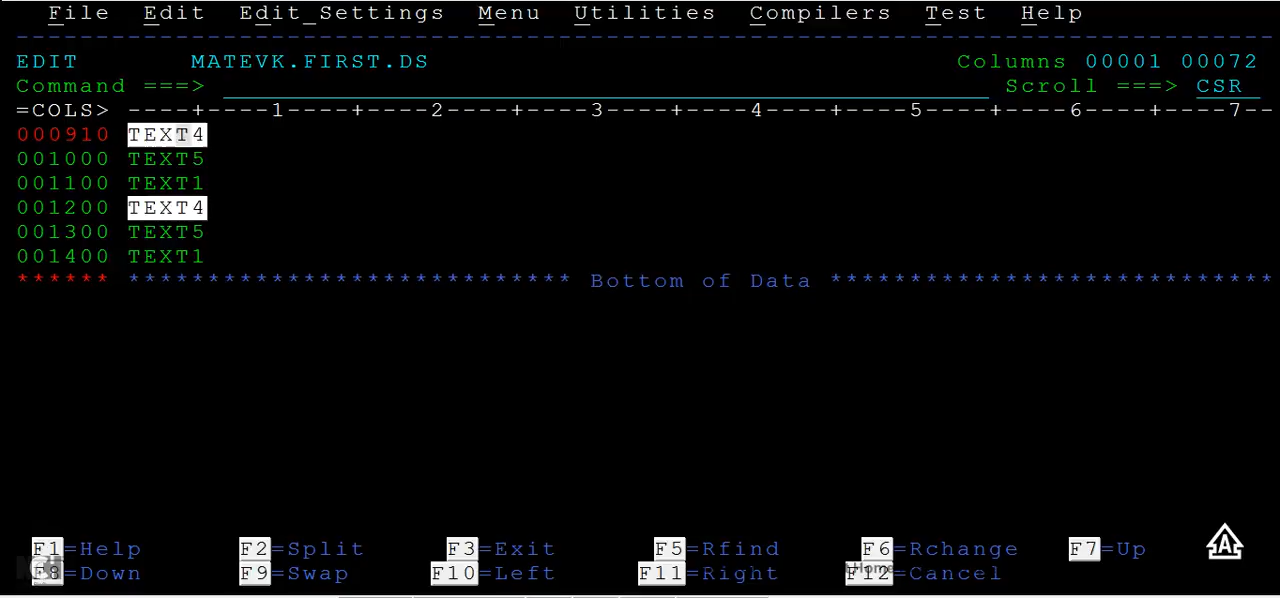 File Edit Edit_Settings Menu Utilities Compilers Test Help
--------------------------------------------------------------------------------
EDIT MATEVK.FIRST.DS Columns 00001 00072
Command ===> Scroll ===> CSR
=COLS> ----+----1----+----2----+----3----+----4----+----5----+----6----+----7--
000910 TEXT4
001000 TEXT5
001100 TEXT1
001200 TEXT4
001300 TEXT5
001400 TEXT1
****** **************************** Bottom of Data ****************************
F1=Help F2=Split F3=Exit F5=Rfind F6=Rchange F7=Up
F8=Down F9=Swap F10=Left F11=Right F12=Cancel
Home
A